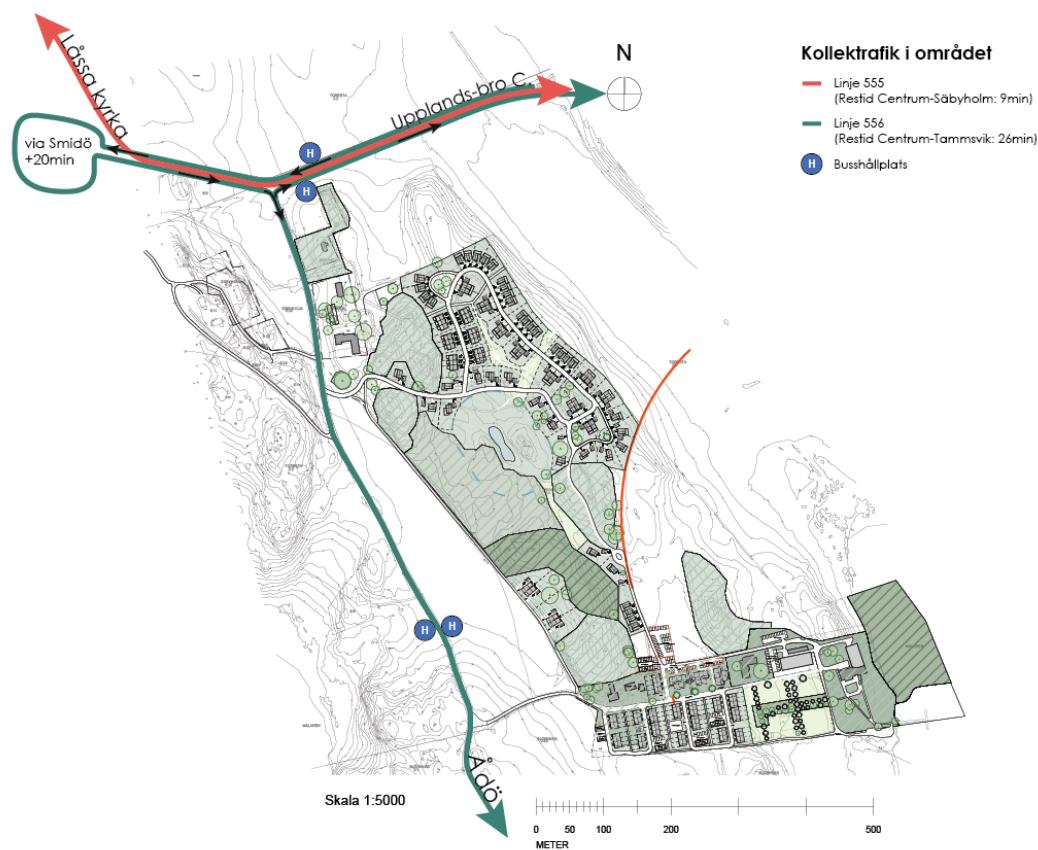 Låssa kyrka
N
Upplands-bro C.
via Smidö
+20min
H
H
H
H
Ådö
Kollektrafik i området
Linje 555
(Restid Centrum-Säbyholm: 9min)
Linje 556
(Restid Centrum-Tammsvik: 26min)
H
Busshållplats
Skala 1:5000
0
50
100
200
500
METER